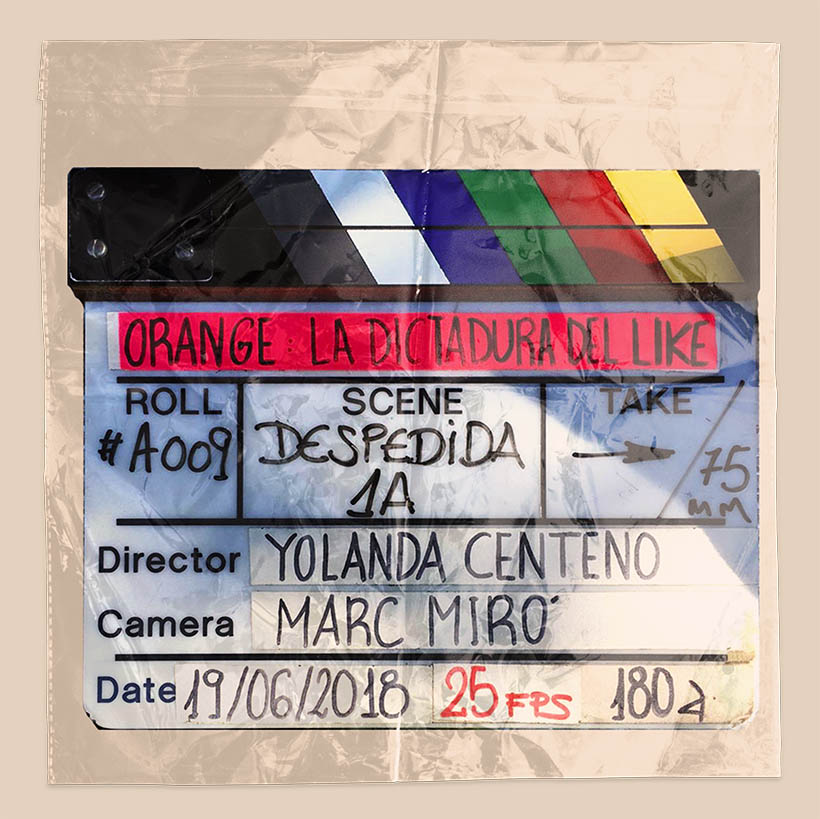 ORANGE: LA DICTADURA DEL LIKE
ROLL SCENE TAKE
#A009 DESPEDIDA 1A → 75 mm
Director YOLANDA CENTENO
Camera MARC MIRÓ
Date 19/06/2018 25 FPS 180